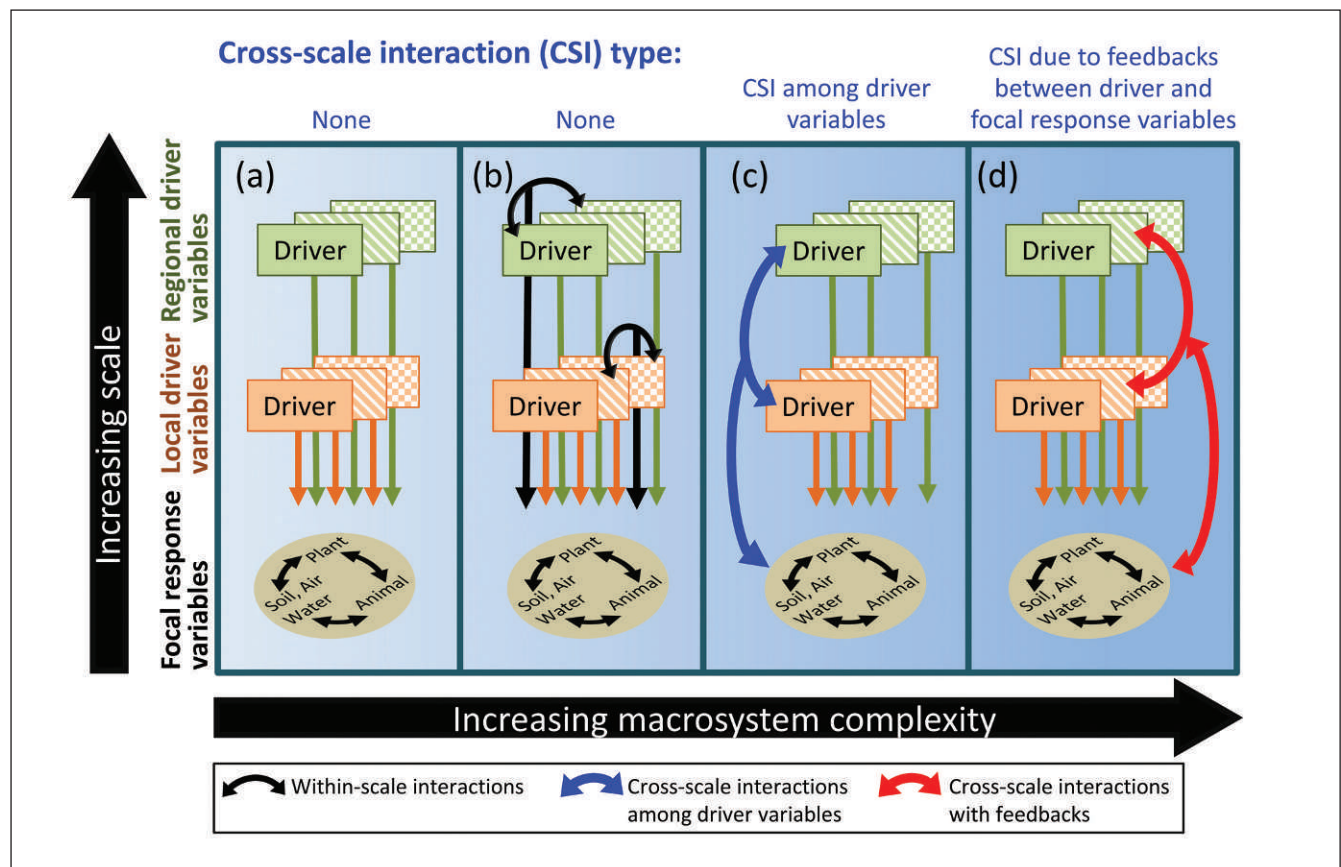 Cross-scale interaction (CSI) type:
None
None
CSI among driver
variables
CSI due to feedbacks
between driver and
focal response variables
Increasing scale
Regional driver
variables
Local driver
variables
Focal response
variables
(a)
Driver
Driver
Plant
Soil, Air
Water
Animal
(b)
Driver
Driver
Plant
Soil, Air
Water
Animal
(c)
Driver
Driver
Plant
Soil, Air
Water
Animal
(d)
Driver
Driver
Plant
Soil, Air
Water
Animal
Increasing macrosystem complexity
Within-scale interactions
Cross-scale interactions
among driver variables
Cross-scale interactions
with feedbacks